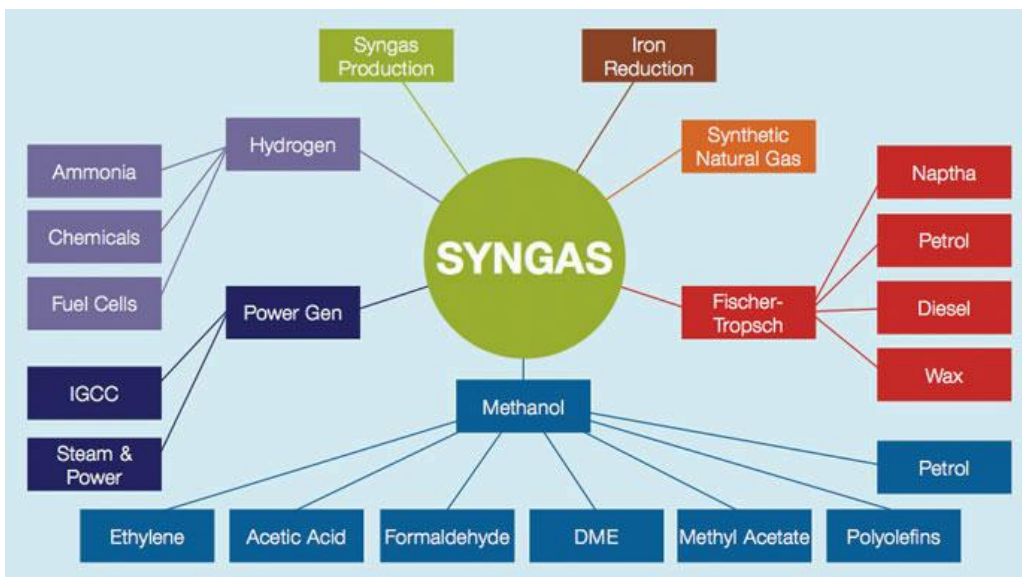 Syngas
Production
Iron
Reduction
Hydrogen
Synthetic
Natural Gas
Ammonia
Chemicals
Fuel Cells
Naptha
Petrol
Diesel
Wax
SYNGAS
Power Gen
Fischer-
Tropsch
IGCC
Steam &
Power
Methanol
Petrol
Ethylene
Acetic Acid
Formaldehyde
DME
Methyl Acetate
Polyolefins